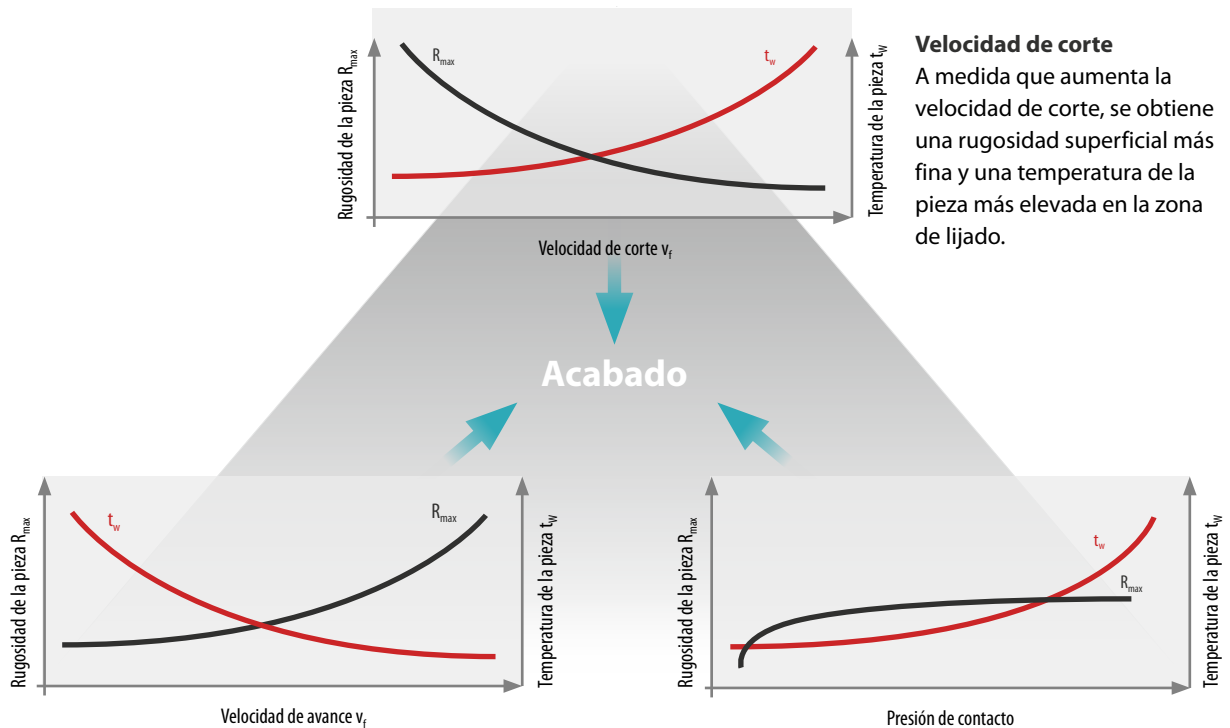 Rugosidad de la pieza Rmax
Rmax
tw
Temperatura de la pieza tw
Velocidad de corte vf
Velocidad de corte
A medida que aumenta la
velocidad de corte, se obtiene
una rugosidad superficial más
fina y una temperatura de la
pieza más elevada en la zona
de lijado.
Acabado
Rugosidad de la pieza Rmax
tw
Rmax
Temperatura de la pieza tw
Velocidad de avance vf
Rugosidad de la pieza Rmax
tw
Rmax
Temperatura de la pieza tw
Presión de contacto